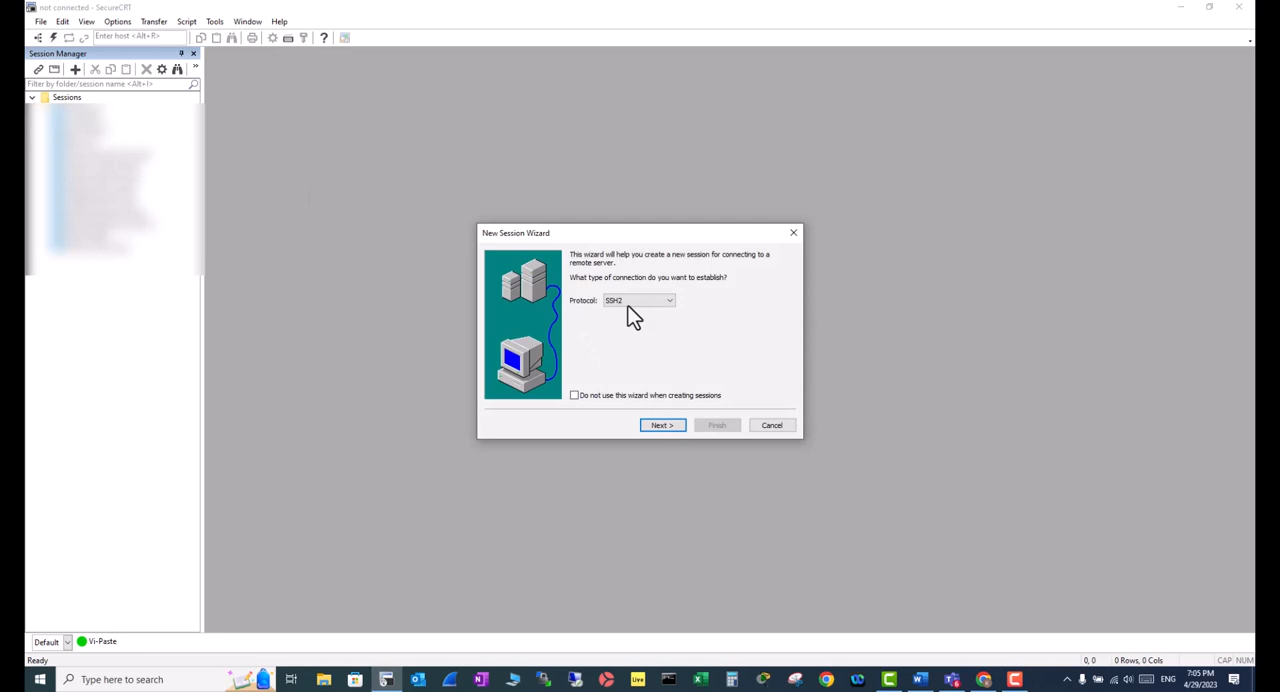 not connected - SecureCRT
File Edit View Options Transfer Script Tools Window Help
Enter host <Alt+R>
Session Manager
Filter by folder/session name <Alt+I>
Sessions
New Session Wizard
This wizard will help you create a new session for connecting to a
remote server.
What type of connection do you want to establish?
Protocol: SSH2
Do not use this wizard when creating sessions
Next > Finish Cancel
Default Vi-Paste
Ready 0, 0 0 Rows, 0 Cols CAP NUM
Type here to search Live ENG 7:05 PM
4/29/2023